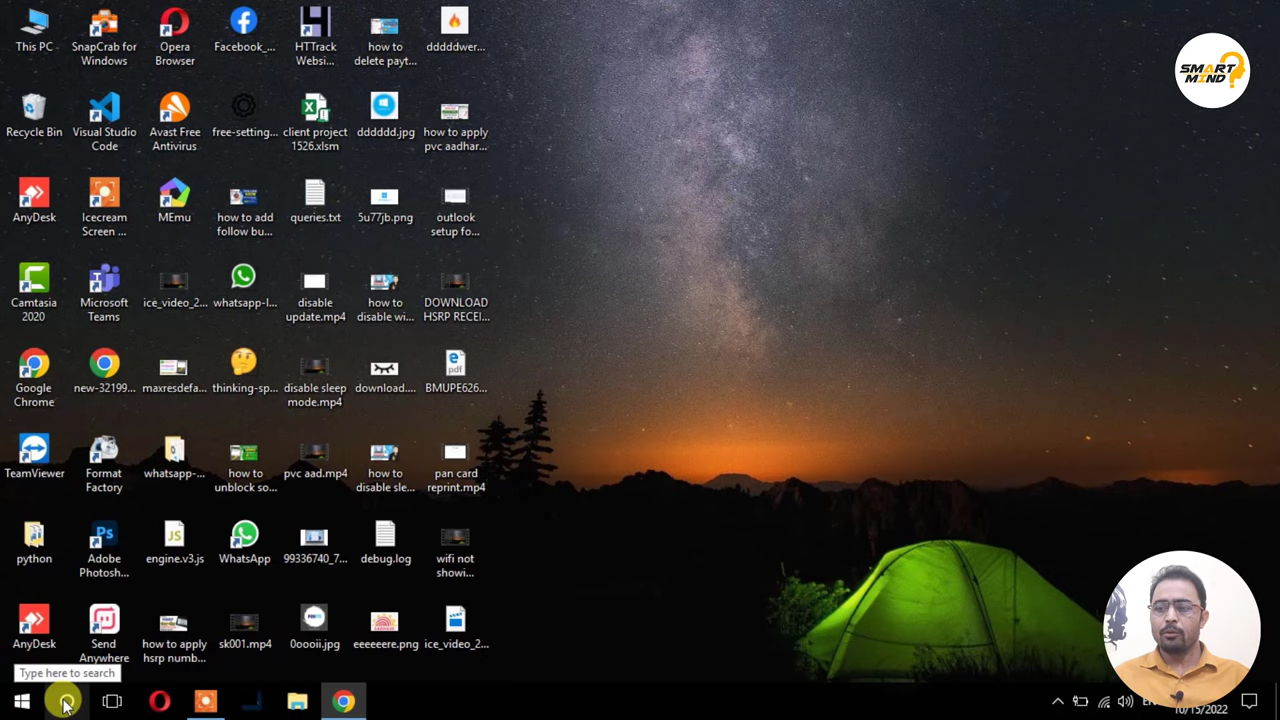 This PC
SnapCrab for
Windows
Opera
Browser
Facebook_...
HTTrack
Websi...
how to
delete payt...
dddddwer...
SMART
MIND
Recycle Bin
Visual Studio
Code
Avast Free
Antivirus
free-setting...
client project
1526.xlsm
dddddd.jpg
how to apply
pvc aadhar...
AnyDesk
Icecream
Screen ...
MEmu
how to add
follow bu...
queries.txt
5u77jb.png
outlook
setup fo...
Camtasia
2020
Microsoft
Teams
ice_video_2...
whatsapp-l...
disable
update.mp4
how to
disable wi...
DOWNLOAD
HSRP RECEI...
Google
Chrome
new-32199...
maxresdefa...
thinking-sp...
disable sleep
mode.mp4
download....
pdf
BMUPE626...
TeamViewer
Format
Factory
whatsapp-...
how to
unblock so...
pvc aad.mp4
how to
disable sle...
pan card
reprint.mp4
python
Ps
Adobe
Photosh...
JS
engine.v3.js
WhatsApp
99336740_7...
debug.log
wifi not
showi...
AnyDesk
Send
Anywhere
how to apply
hsrp numb...
sk001.mp4
0oooii.jpg
eeeeeere.png
ice_video_2...
Type here to search
10/15/2022